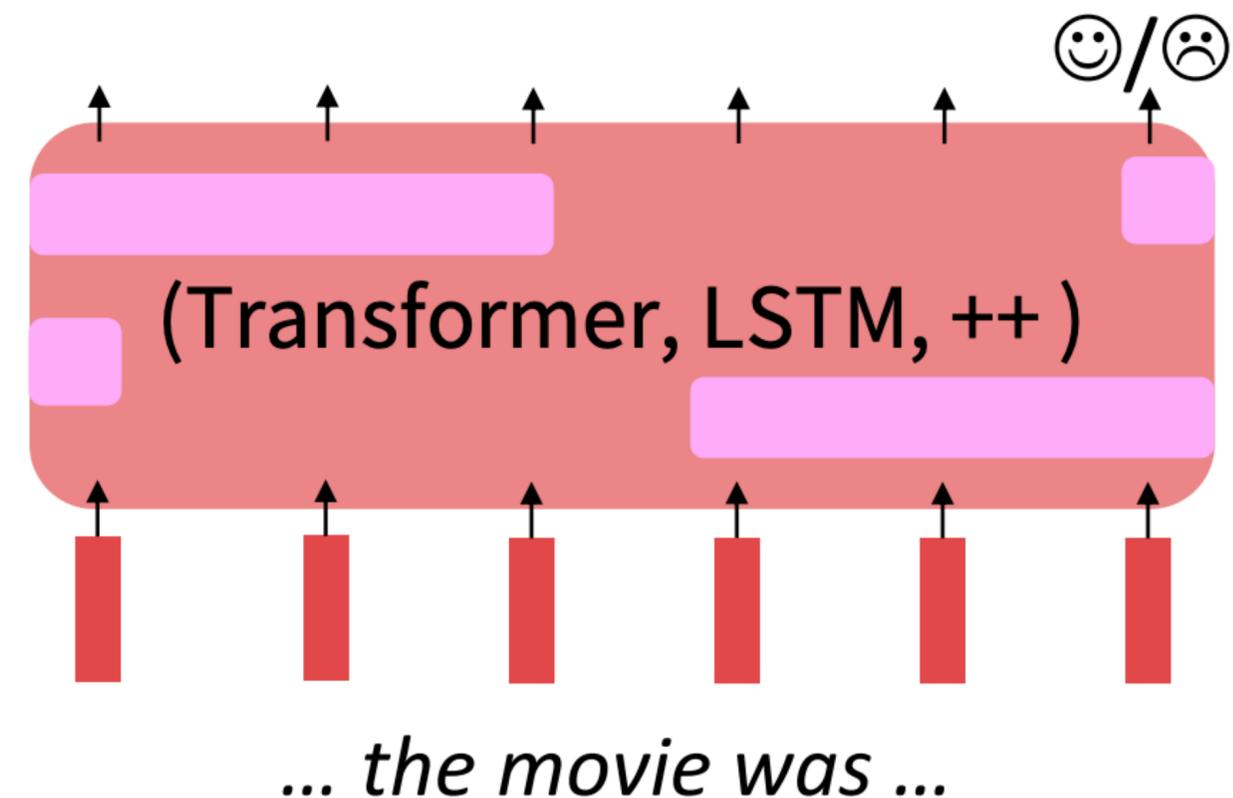 ☺/☹
(Transformer, LSTM, ++ )
... the movie was ...